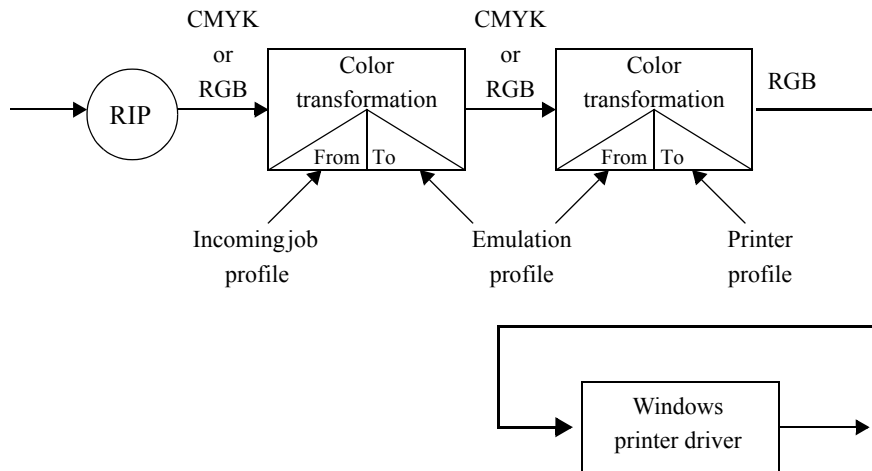 CMYK
or
RGB
CMYK
or
RGB
RIP
Color
transformation
From To
Color
transformation
From To
RGB
Incoming job
profile
Emulation
profile
Printer
profile
Windows
printer driver